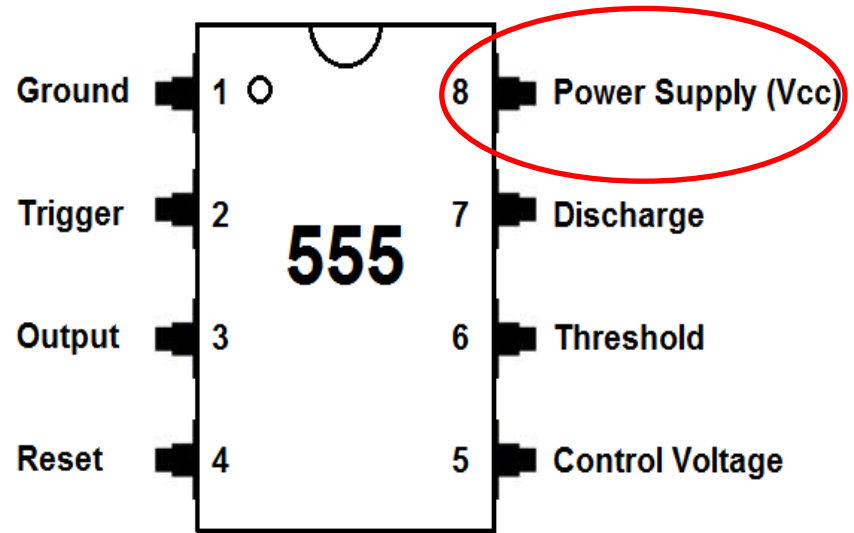 Ground 1 8 Power Supply (Vcc)
Trigger 2 7 Discharge
555
Output 3 6 Threshold
Reset 4 5 Control Voltage